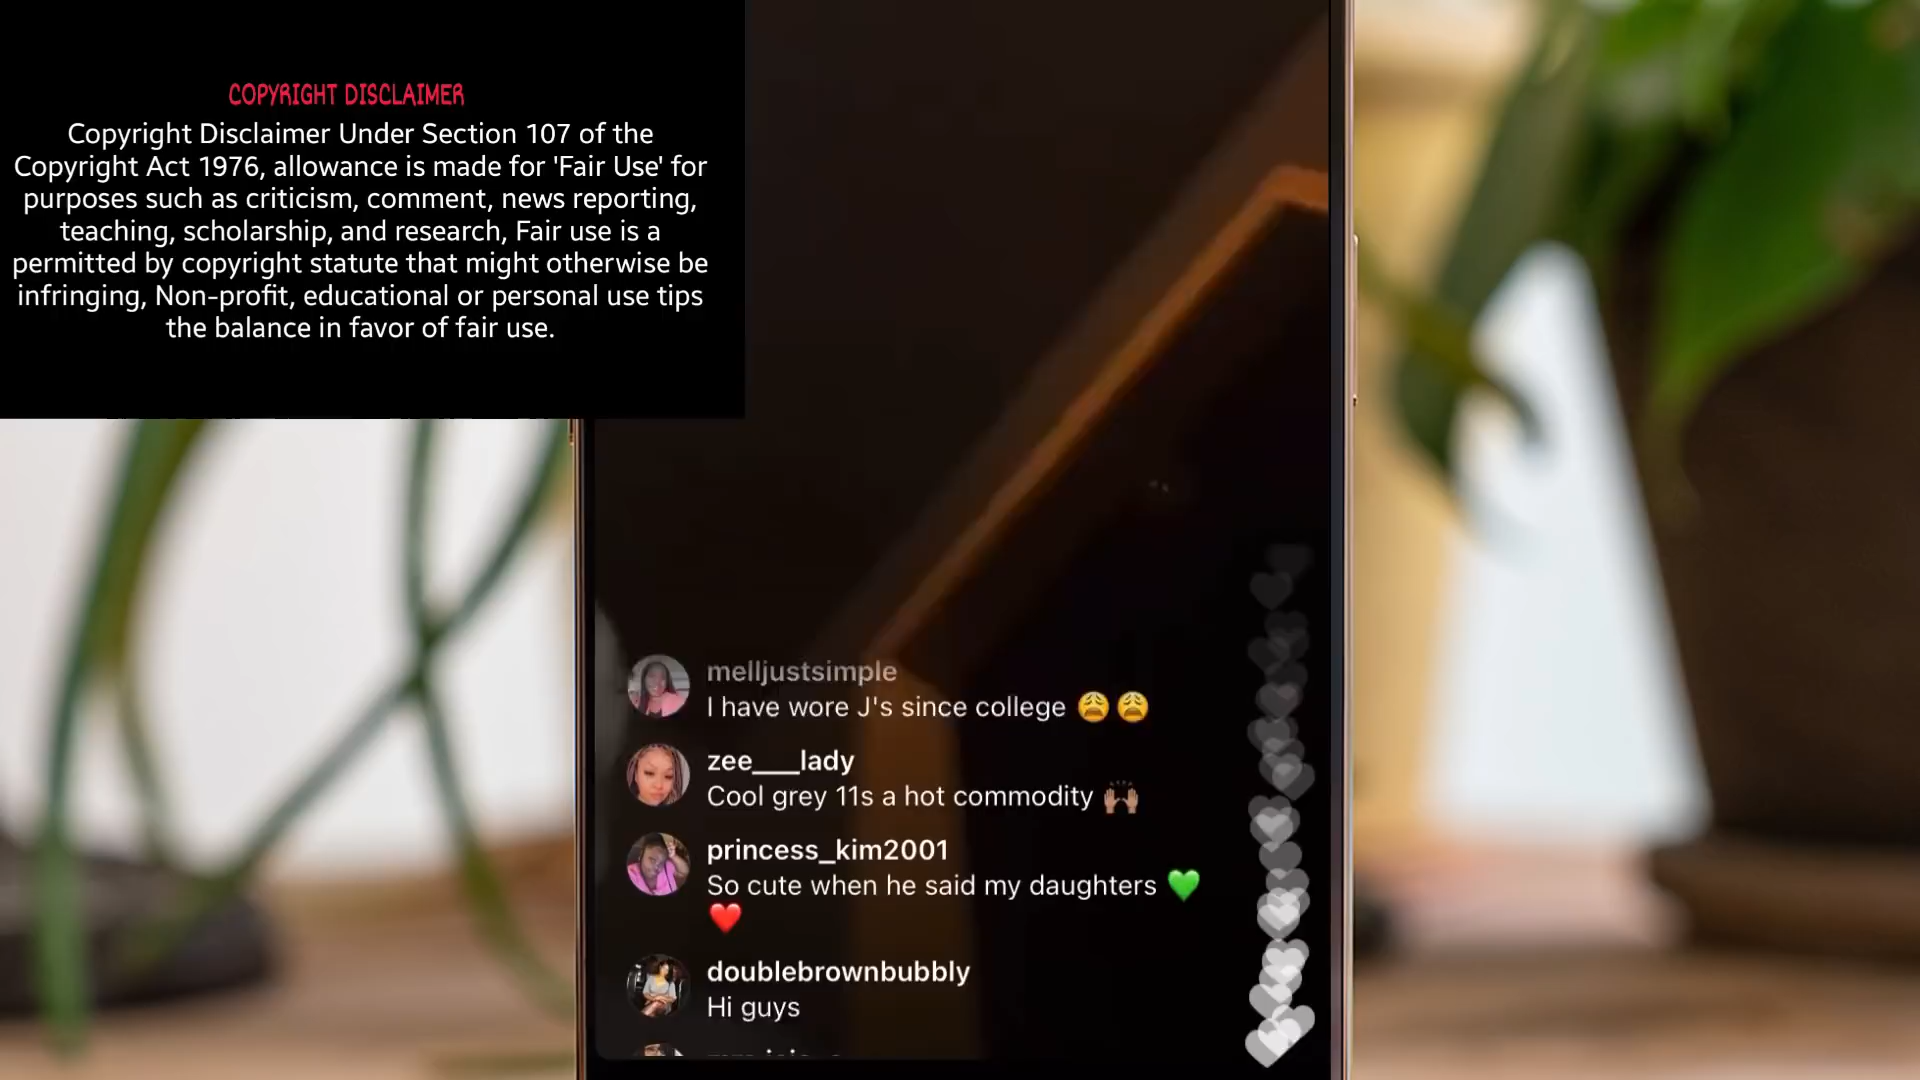 COPYRIGHT DISCLAIMER
Copyright Disclaimer Under Section 107 of the
Copyright Act 1976, allowance is made for 'Fair Use' for
purposes such as criticism, comment, news reporting,
teaching, scholarship, and research, Fair use is a
permitted by copyright statute that might otherwise be
infringing, Non-profit, educational or personal use tips
the balance in favor of fair use.
melljustsimple
I have wore J's since college 😩😩
zee___lady
Cool grey 11s a hot commodity 🙌🏽
princess_kim2001
So cute when he said my daughters 💚
❤️
doublebrownbubbly
Hi guys